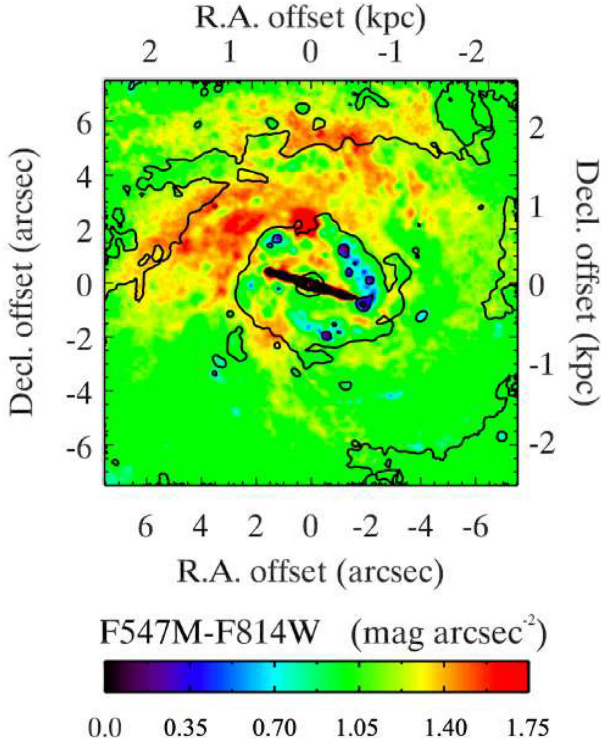 R.A. offset (kpc)
2 1 0 -1 -2
6
4
2
0
-2
-4
-6
Decl. offset (arcsec)
2
1
0
-1
-2
Decl. offset (kpc)
6 4 2 0 -2 -4 -6
R.A. offset (arcsec)
F547M-F814W (mag arcsec⁻²)
0.0 0.35 0.70 1.05 1.40 1.75